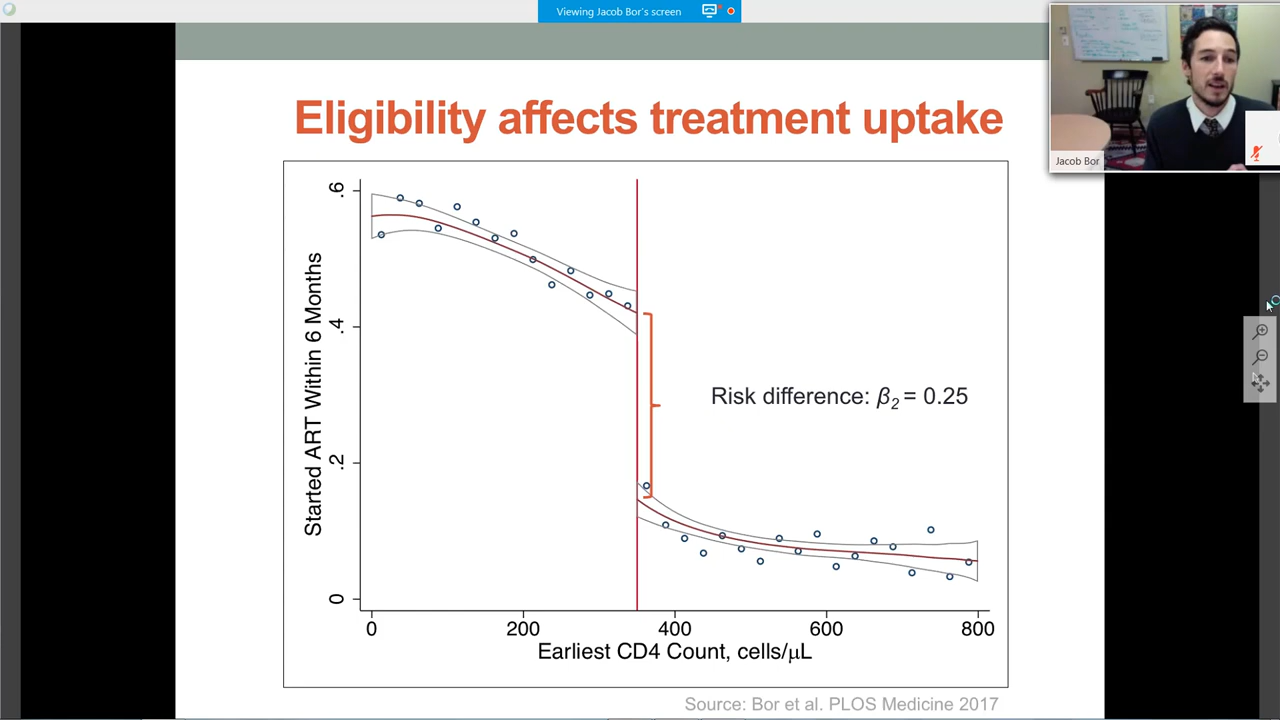 Viewing Jacob Bor's screen
Jacob Bor
Eligibility affects treatment uptake
Started ART Within 6 Months
.6
.4
.2
0
Risk difference: β₂ = 0.25
0 200 400 600 800
Earliest CD4 Count, cells/μL
Source: Bor et al. PLOS Medicine 2017